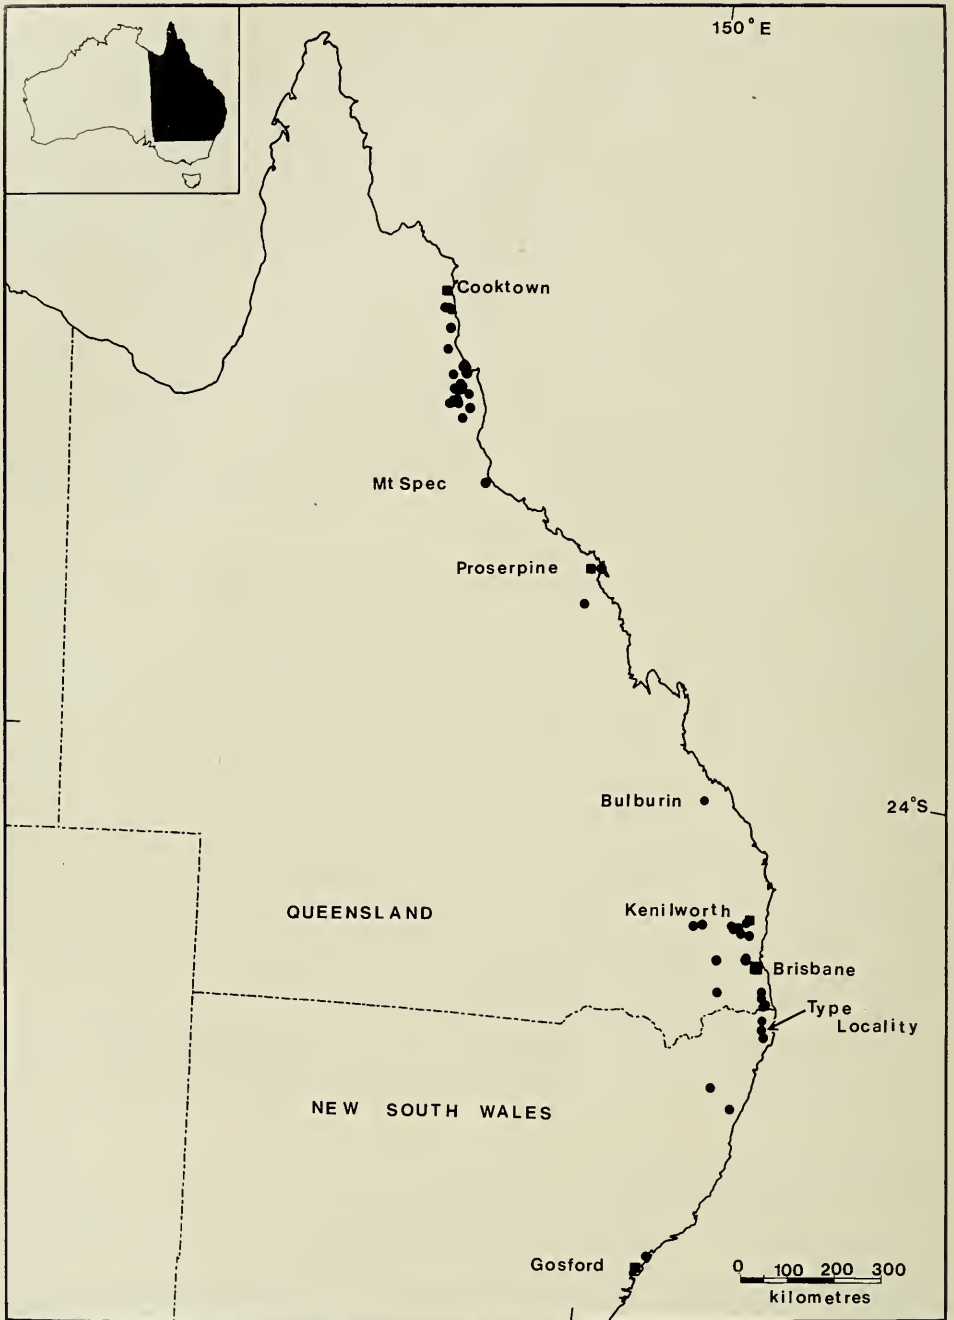 150°E
Cooktown
Mt Spec
Proserpine
Bulburin
24°S
QUEENSLAND
Kenilworth
Brisbane
Type
Locality
NEW SOUTH WALES
Gosford
0 100 200 300
kilometres